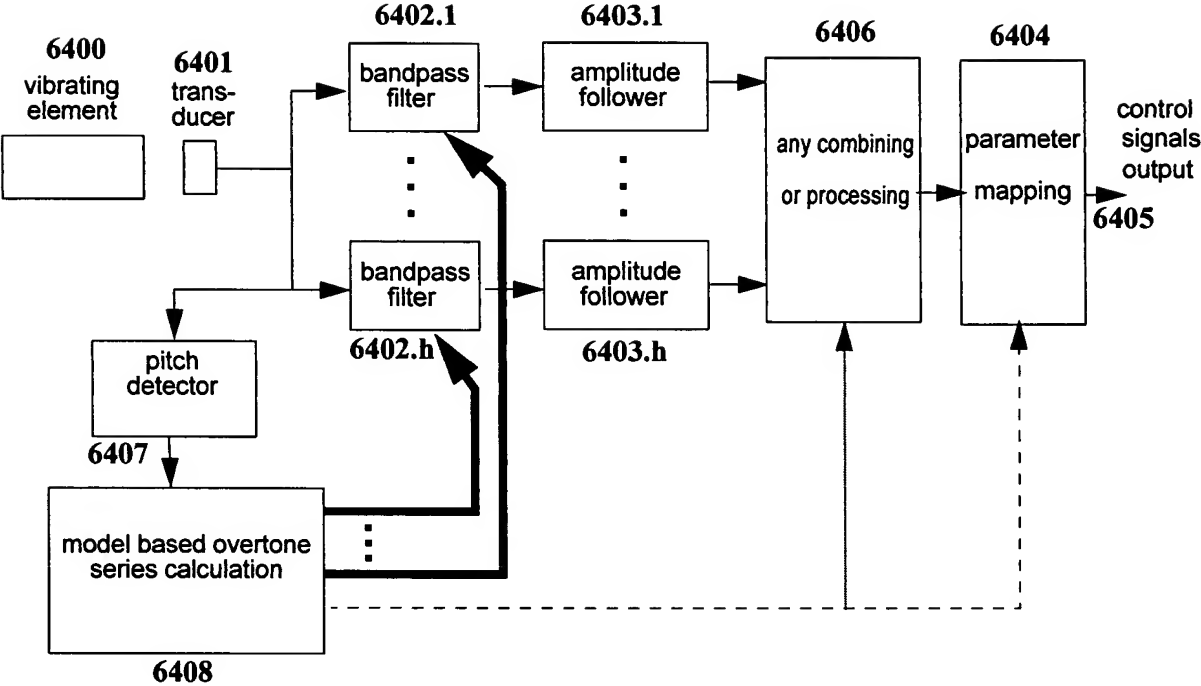 6400
vibrating
element
6401
trans-
ducer
6402.1
bandpass
filter
6403.1
amplitude
follower
6406
any combining
or processing
6404
parameter
mapping
control
signals
output
6405
bandpass
filter
6402.h
amplitude
follower
6403.h
pitch
detector
6407
model based overtone
series calculation
6408